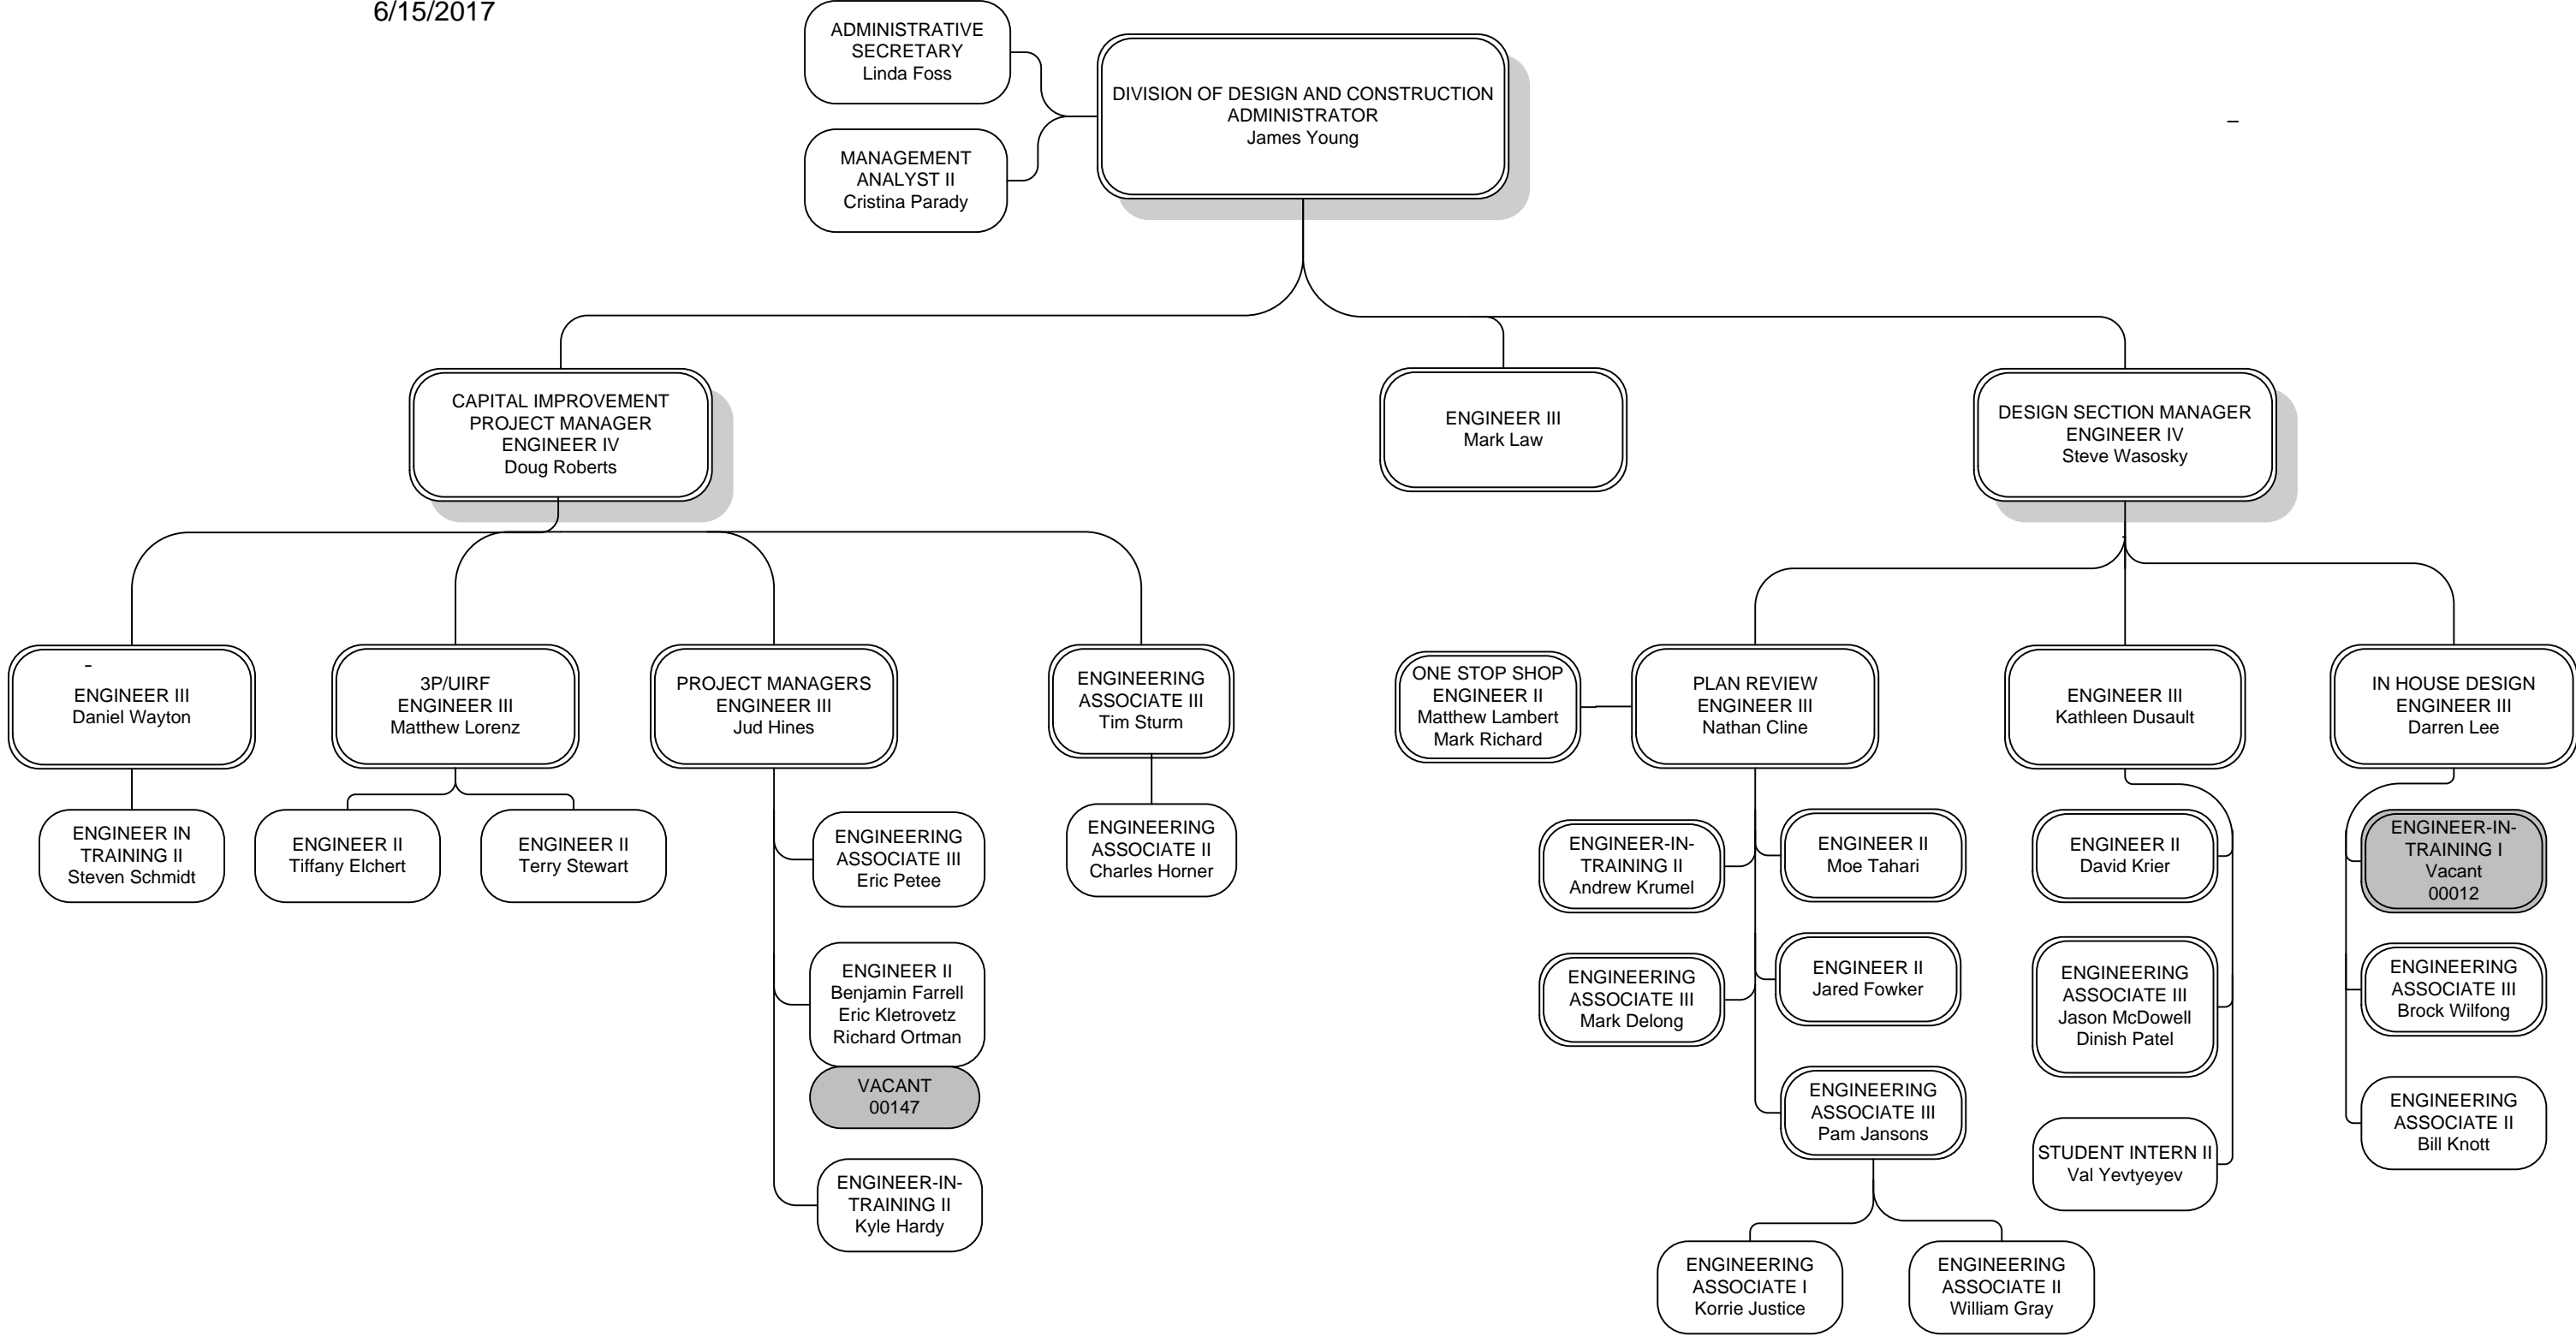 6/15/2017
ADMINISTRATIVE
SECRETARY
Linda Foss
DIVISION OF DESIGN AND CONSTRUCTION
ADMINISTRATOR
James Young
MANAGEMENT
ANALYST II
Cristina Parady
CAPITAL IMPROVEMENT
PROJECT MANAGER
ENGINEER IV
Doug Roberts
ENGINEER III
Mark Law
DESIGN SECTION MANAGER
ENGINEER IV
Steve Wasosky
ENGINEER III
Daniel Wayton
3P/UIRF
ENGINEER III
Matthew Lorenz
PROJECT MANAGERS
ENGINEER III
Jud Hines
ENGINEERING
ASSOCIATE III
Tim Sturm
ONE STOP SHOP
ENGINEER II
Matthew Lambert
Mark Richard
PLAN REVIEW
ENGINEER III
Nathan Cline
ENGINEER III
Kathleen Dusault
IN HOUSE DESIGN
ENGINEER III
Darren Lee
ENGINEER IN
TRAINING II
Steven Schmidt
ENGINEER II
Tiffany Elchert
ENGINEER II
Terry Stewart
ENGINEERING
ASSOCIATE III
Eric Petee
ENGINEER II
Benjamin Farrell
Eric Kletrovetz
Richard Ortman
VACANT
00147
ENGINEER-IN-
TRAINING II
Kyle Hardy
ENGINEERING
ASSOCIATE II
Charles Horner
ENGINEER-IN-
TRAINING II
Andrew Krumel
ENGINEER II
Moe Tahari
ENGINEERING
ASSOCIATE III
Mark Delong
ENGINEER II
Jared Fowker
ENGINEERING
ASSOCIATE III
Pam Jansons
ENGINEERING
ASSOCIATE I
Korrie Justice
ENGINEERING
ASSOCIATE II
William Gray
ENGINEER II
David Krier
ENGINEERING
ASSOCIATE III
Jason McDowell
Dinish Patel
STUDENT INTERN II
Val Yevtyeyev
ENGINEER-IN-
TRAINING I
Vacant
00012
ENGINEERING
ASSOCIATE III
Brock Wilfong
ENGINEERING
ASSOCIATE II
Bill Knott